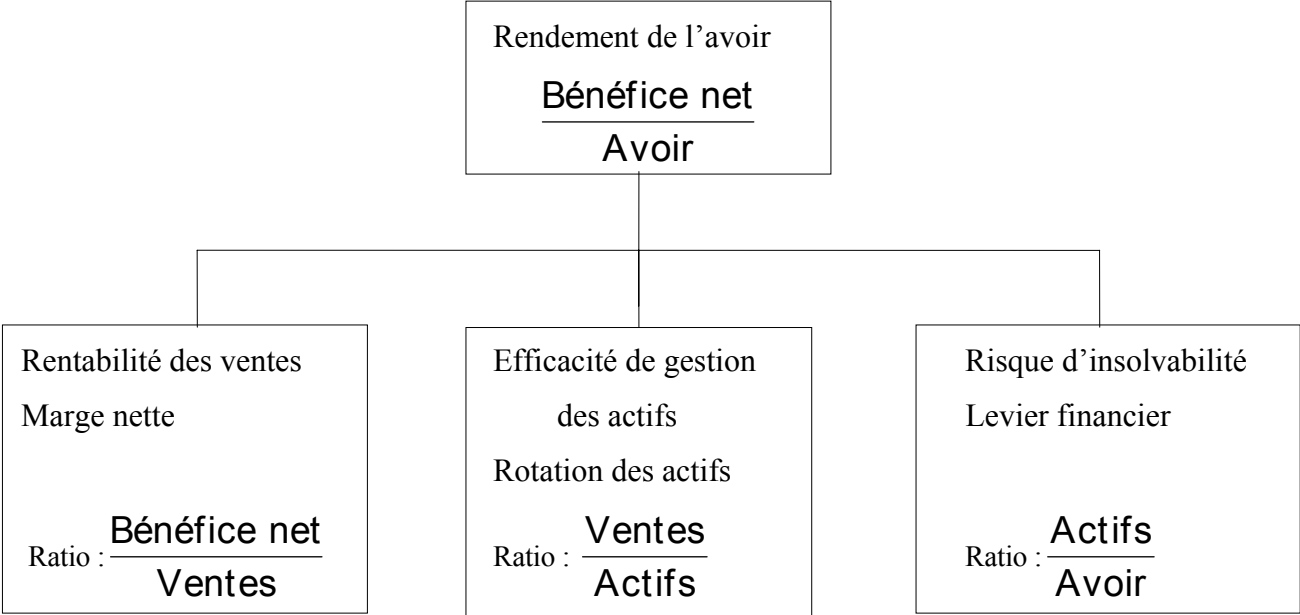 Rendement de l’avoir
Bénéfice net
Avoir
Rentabilité des ventes
Marge nette
Ratio : Bénéfice net
Ventes
Efficacité de gestion
des actifs
Rotation des actifs
Ratio : Ventes
Actifs
Risque d’insolvabilité
Levier financier
Ratio : Actifs
Avoir